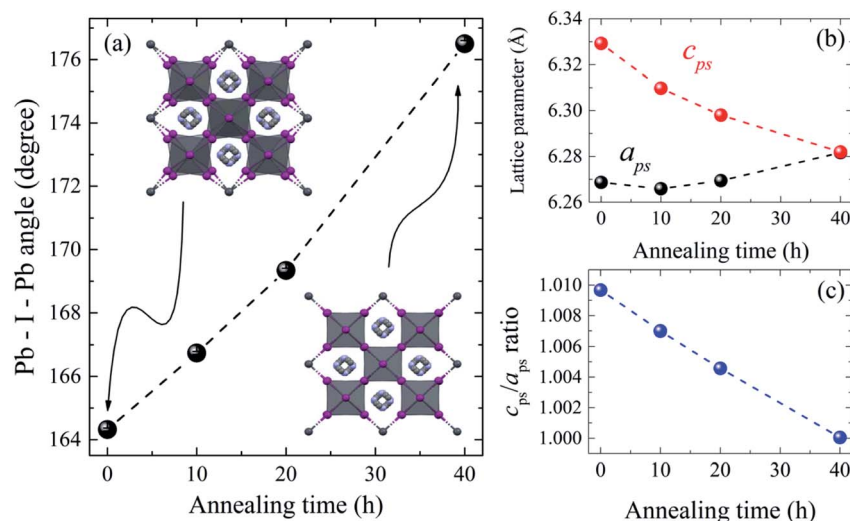 (a)
Pb - I - Pb angle (degree)
176
174
172
170
168
166
164
0 10 20 30 40
Annealing time (h)
(b)
Lattice parameter (Å)
6.34
6.32
6.30
6.28
6.26
c_ps
a_ps
0 10 20 30 40
Annealing time (h)
(c)
c_ps/a_ps ratio
1.010
1.008
1.006
1.004
1.002
1.000
0 10 20 30 40
Annealing time (h)